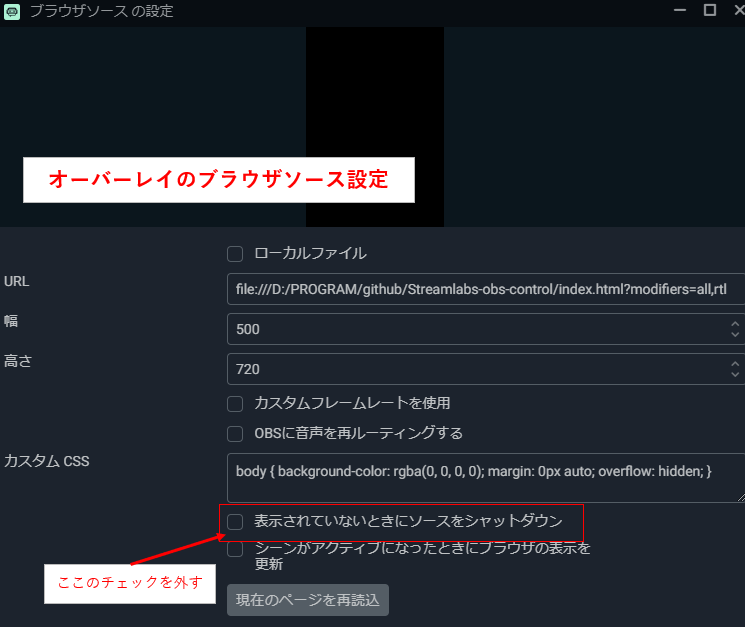 ブラウザソース の設定
オーバーレイのブラウザソース設定
ローカルファイル
URL
file:///D:/PROGRAM/github/Streamlabs-obs-control/index.html?modifiers=all,rtl
幅
500
高さ
720
カスタムフレームレートを使用
OBSに音声を再ルーティングする
カスタム CSS
body { background-color: rgba(0, 0, 0, 0); margin: 0px auto; overflow: hidden; }
表示されていないときにソースをシャットダウン
シーンがアクティブになったときにブラウザの表示を
更新
ここのチェックを外す
現在のページを再読込